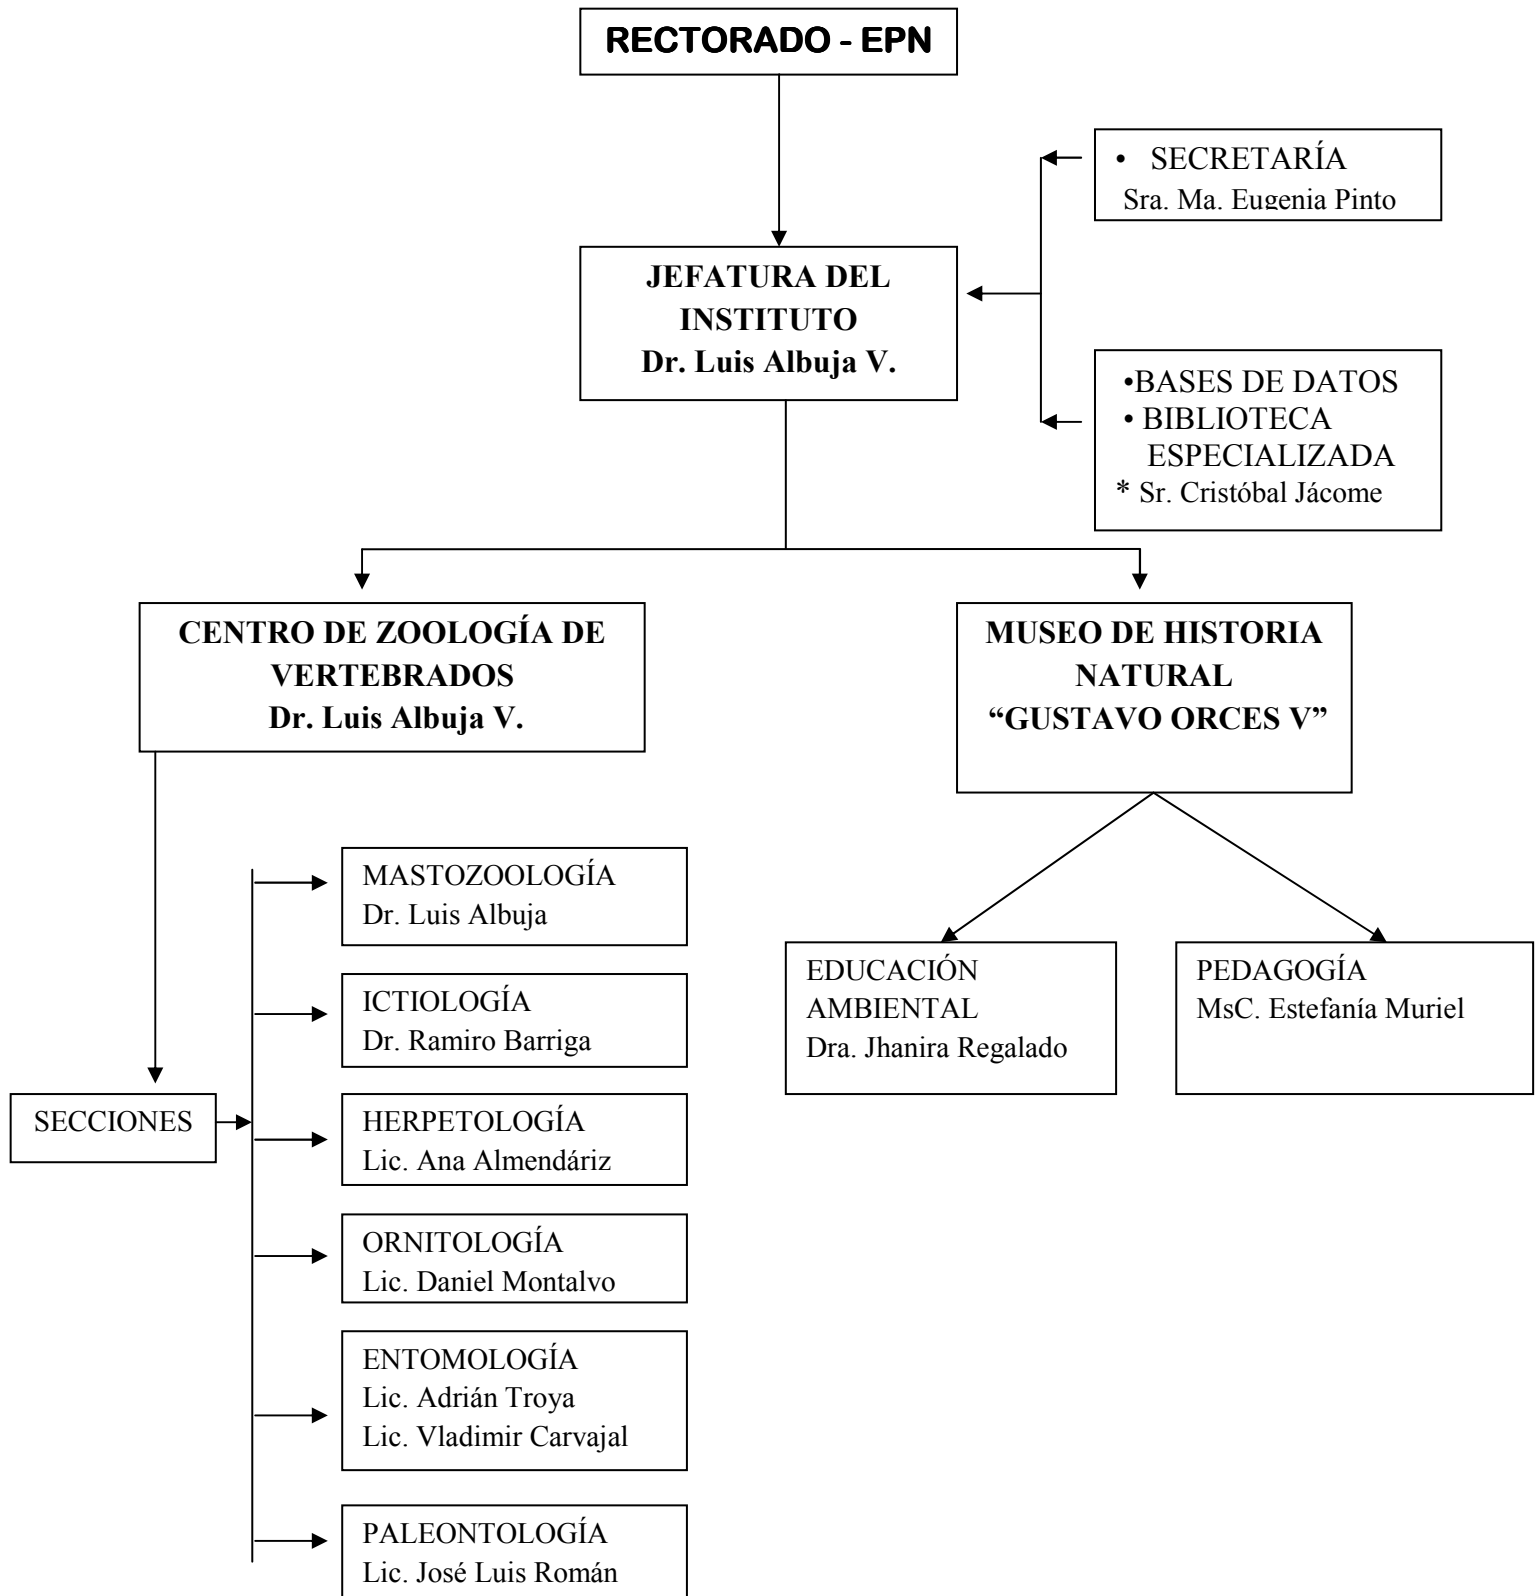 RECTORADO - EPN
• SECRETARÍA
Sra. Ma. Eugenia Pinto
JEFATURA DEL
INSTITUTO
Dr. Luis Albuja V.
•BASES DE DATOS
• BIBLIOTECA
ESPECIALIZADA
* Sr. Cristóbal Jácome
CENTRO DE ZOOLOGÍA DE
VERTEBRADOS
Dr. Luis Albuja V.
MUSEO DE HISTORIA
NATURAL
“GUSTAVO ORCES V”
SECCIONES
MASTOZOOLOGÍA
Dr. Luis Albuja
ICTIOLOGÍA
Dr. Ramiro Barriga
HERPETOLOGÍA
Lic. Ana Almendáriz
ORNITOLOGÍA
Lic. Daniel Montalvo
ENTOMOLOGÍA
Lic. Adrián Troya
Lic. Vladimir Carvajal
PALEONTOLOGÍA
Lic. José Luis Román
EDUCACIÓN
AMBIENTAL
Dra. Jhanira Regalado
PEDAGOGÍA
MsC. Estefanía Muriel